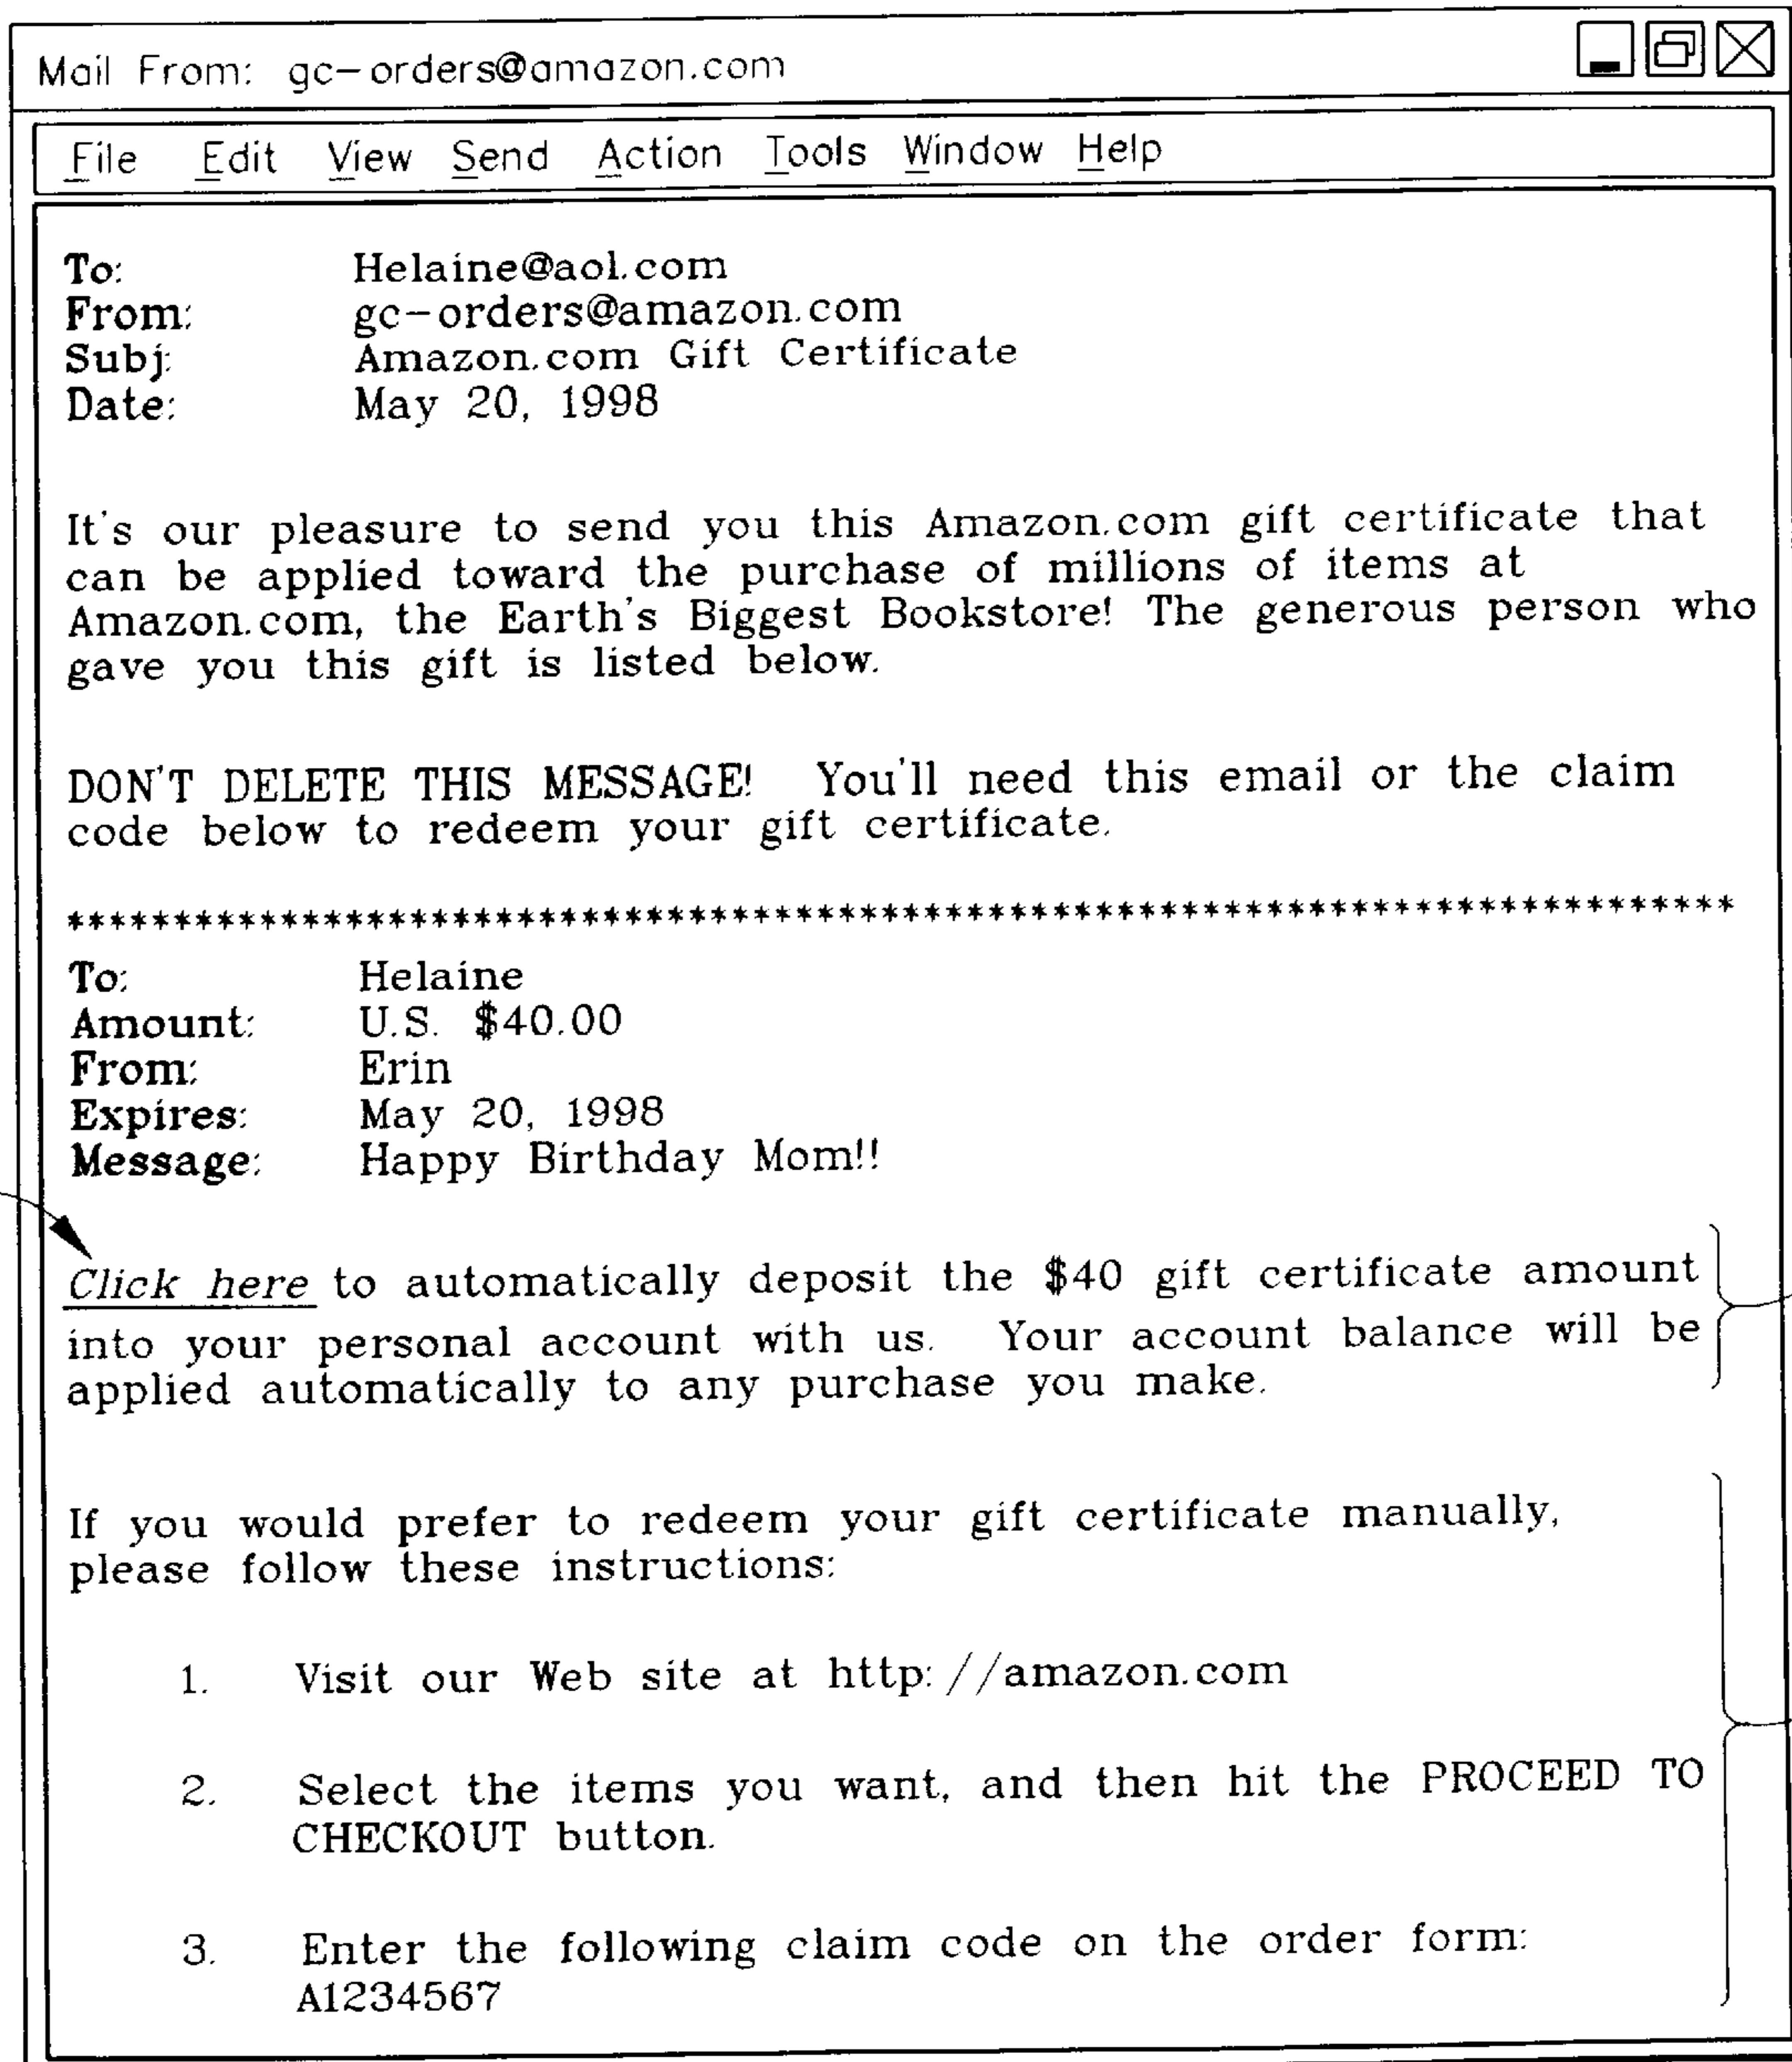 Mail From: gc-orders@amazon.com
File Edit View Send Action Tools Window Help
To: Helaine@aol.com
From: gc-orders@amazon.com
Subj: Amazon.com Gift Certificate
Date: May 20, 1998
It's our pleasure to send you this Amazon.com gift certificate that
can be applied toward the purchase of millions of items at
Amazon.com, the Earth's Biggest Bookstore! The generous person who
gave you this gift is listed below.
DON'T DELETE THIS MESSAGE! You'll need this email or the claim
code below to redeem your gift certificate.
******************************************************************************
To: Helaine
Amount: U.S. $40.00
From: Erin
Expires: May 20, 1998
Message: Happy Birthday Mom!!
Click here to automatically deposit the $40 gift certificate amount
into your personal account with us. Your account balance will be
applied automatically to any purchase you make.
If you would prefer to redeem your gift certificate manually,
please follow these instructions:
1. Visit our Web site at http://amazon.com
2. Select the items you want, and then hit the PROCEED TO
CHECKOUT button.
3. Enter the following claim code on the order form:
A1234567